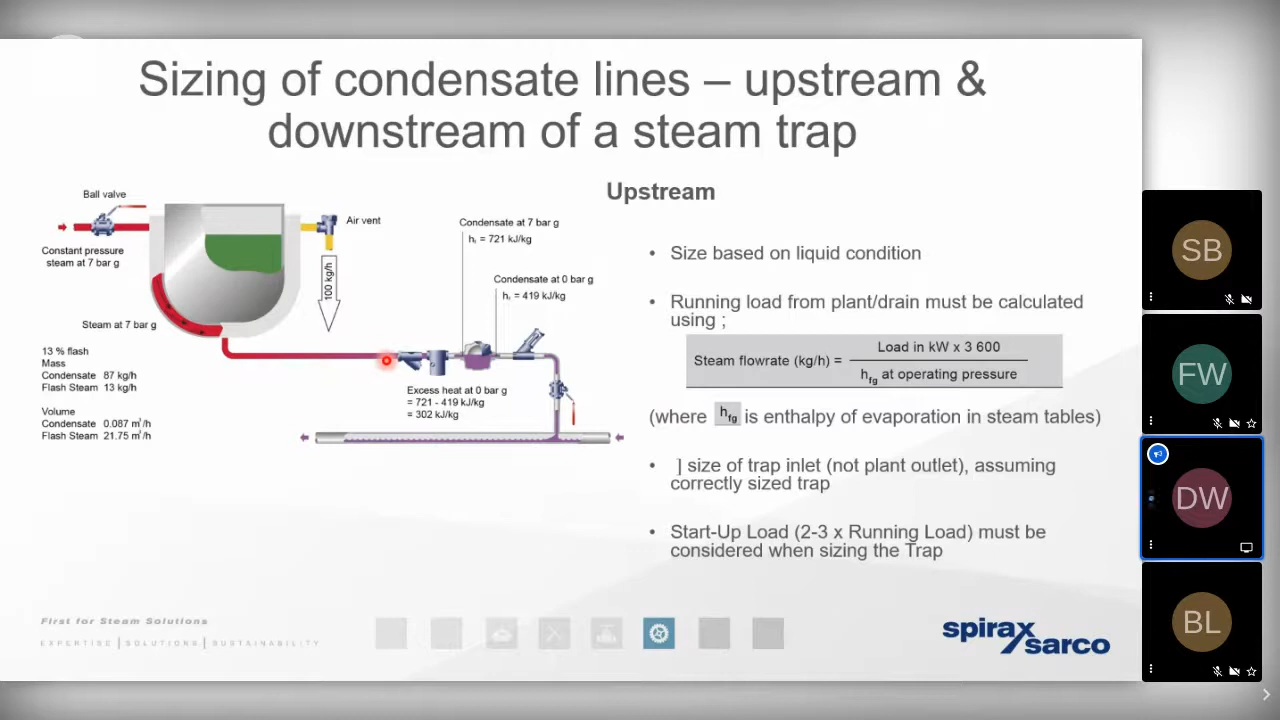 Sizing of condensate lines – upstream &
downstream of a steam trap
Ball valve
Constant pressure
steam at 7 bar g
Steam at 7 bar g
Air vent
100 kg/h
Condensate at 7 bar g
hf = 721 kJ/kg
Condensate at 0 bar g
hf = 419 kJ/kg
13 % flash
Mass
Condensate 87 kg/h
Flash Steam 13 kg/h
Volume
Condensate 0.087 m³/h
Flash Steam 21.75 m³/h
Excess heat at 0 bar g
= 721 - 419 kJ/kg
= 302 kJ/kg
Upstream
• Size based on liquid condition
• Running load from plant/drain must be calculated
using ;
Steam flowrate (kg/h) = Load in kW x 3 600
hfg at operating pressure
(where hfg is enthalpy of evaporation in steam tables)
• ] size of trap inlet (not plant outlet), assuming
correctly sized trap
• Start-Up Load (2-3 x Running Load) must be
considered when sizing the Trap
First for Steam Solutions
EXPERTISE | SOLUTIONS | SUSTAINABILITY
spirax
sarco
SB
FW
DW
BL